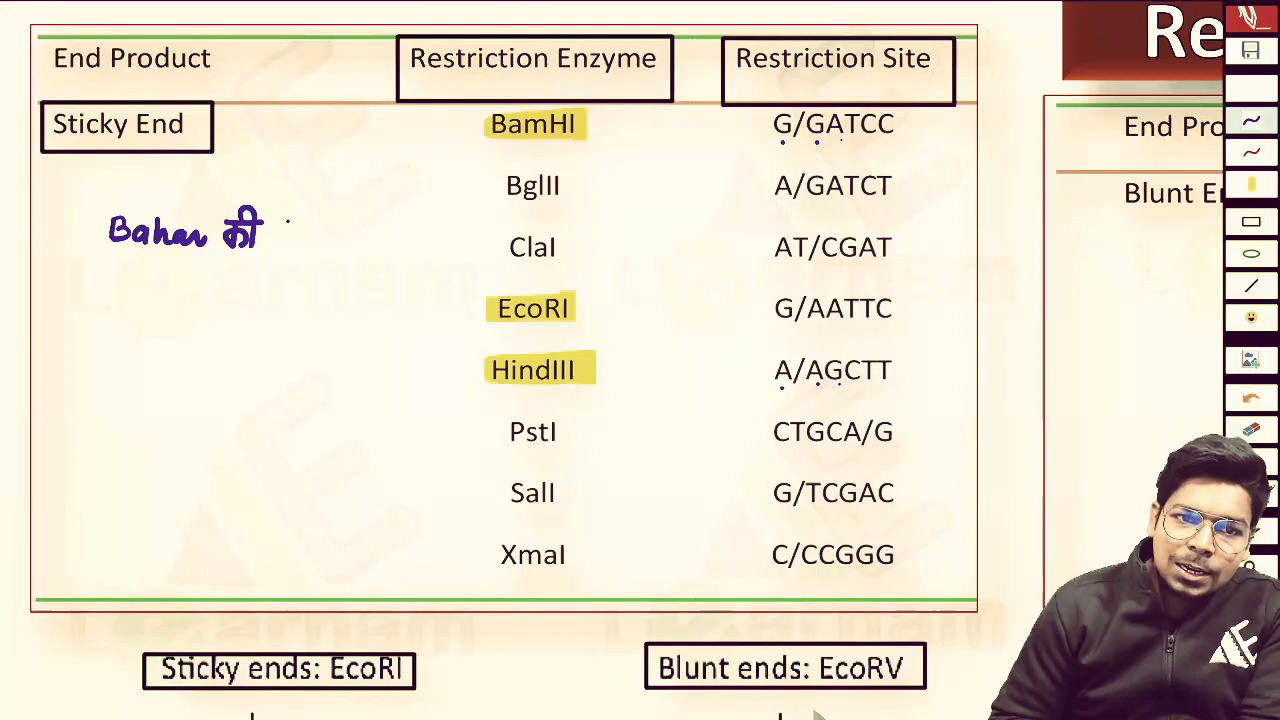 End Product Restriction Enzyme Restriction Site
Sticky End BamHI G/GATCC
BglII A/GATCT
Bahar की
ClaI AT/CGAT
EcoRI G/AATTC
HindIII A/AGCTT
PstI CTGCA/G
SalI G/TCGAC
XmaI C/CCGGG
Sticky ends: EcoRI Blunt ends: EcoRV
Re
End Pro
Blunt E